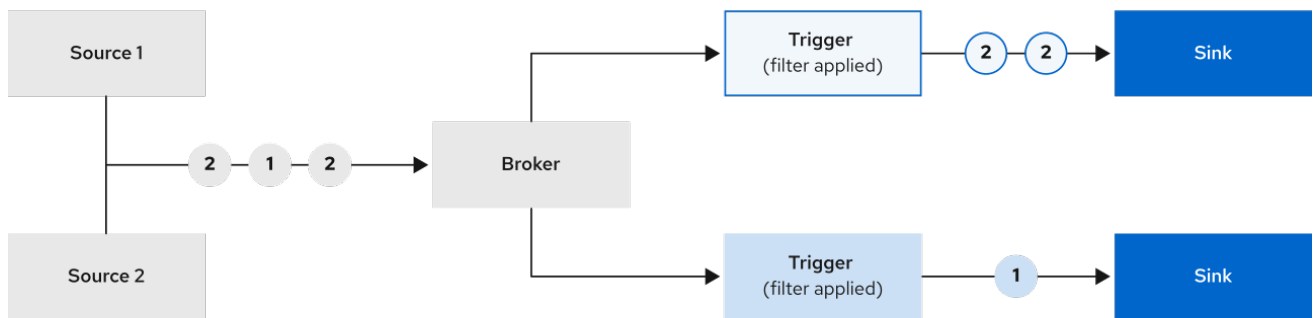 Source 1
Trigger
(filter applied)
2 2
Sink
2 1 2
Broker
Source 2
Trigger
(filter applied)
1
Sink